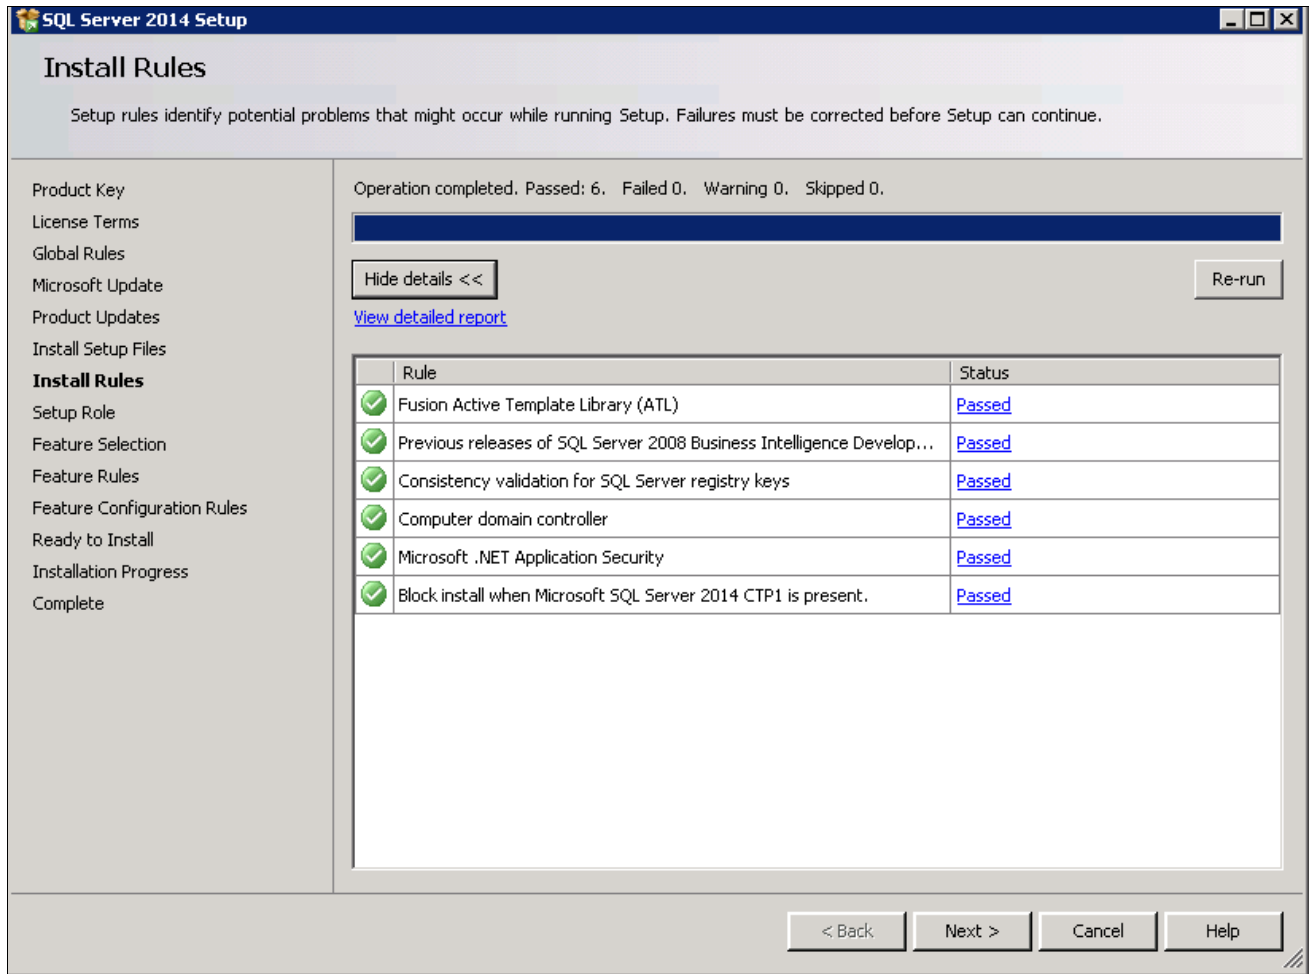 SQL Server 2014 Setup
Install Rules
Setup rules identify potential problems that might occur while running Setup. Failures must be corrected before Setup can continue.
Product Key
License Terms
Global Rules
Microsoft Update
Product Updates
Install Setup Files
Install Rules
Setup Role
Feature Selection
Feature Rules
Feature Configuration Rules
Ready to Install
Installation Progress
Complete
Operation completed. Passed: 6. Failed 0. Warning 0. Skipped 0.
Hide details << Re-run
View detailed report
Rule Status
Fusion Active Template Library (ATL) Passed
Previous releases of SQL Server 2008 Business Intelligence Develop... Passed
Consistency validation for SQL Server registry keys Passed
Computer domain controller Passed
Microsoft .NET Application Security Passed
Block install when Microsoft SQL Server 2014 CTP1 is present. Passed
< Back Next > Cancel Help